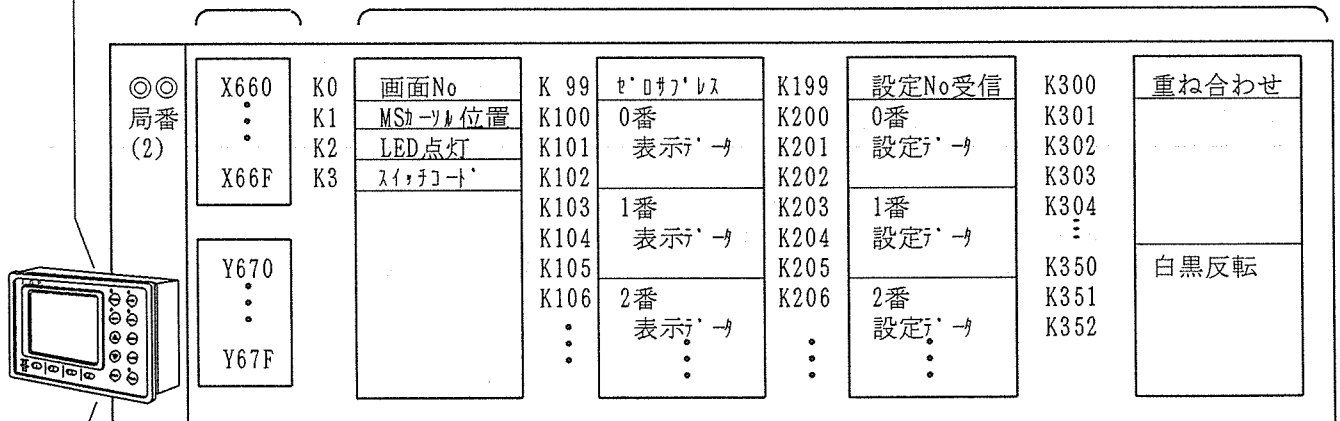 ◎◎ X660 K0 画面No K 99 ゼロサプレス K199 設定No受信 K300 重ね合わせ
局番 K1 MSカーソル位置 K100 0番 K200 0番 K301
(2) K2 LED点灯 K101 表示データ K201 設定データ K302
X66F K3 スイッチコード K102 K202 K303
K103 1番 K203 1番 K304
K104 表示データ K204 設定データ
Y670 K105 K205 K350 白黒反転
K106 2番 K206 2番 K351
表示データ 設定データ K352
Y67F